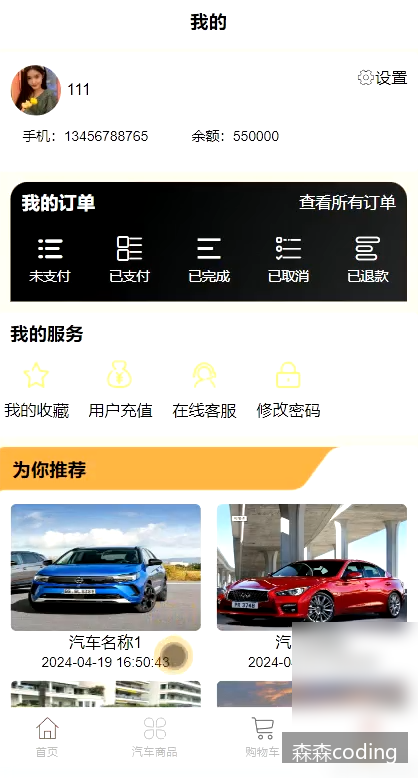 我的
111
设置
手机：13456788765 余额：550000
我的订单 查看所有订单
未支付 已支付 已完成 已取消 已退款
我的服务
我的收藏 用户充值 在线客服 修改密码
为你推荐
汽车名称1 汽
2024-04-19 16:50:43 2024-04
首页 汽车商品 购物车
森森coding